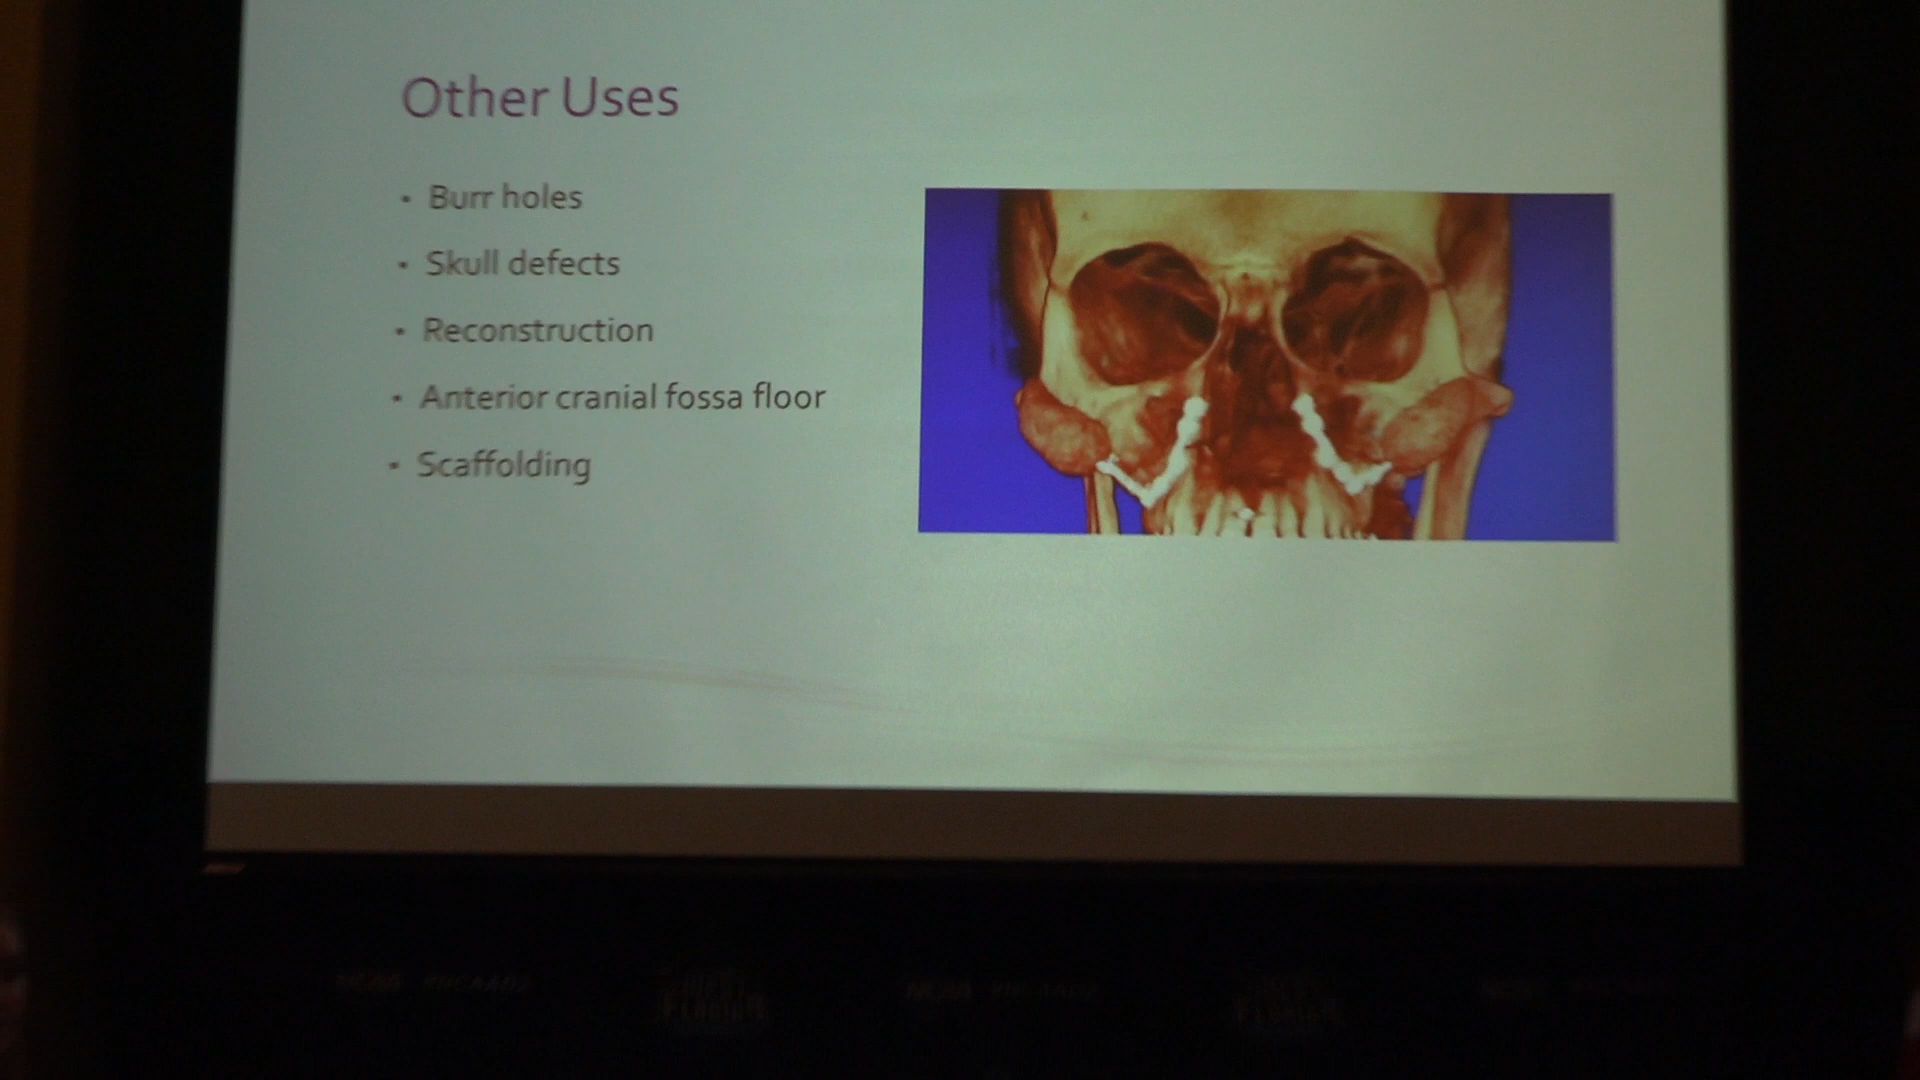 Other Uses
• Burr holes
• Skull defects
• Reconstruction
• Anterior cranial fossa floor
• Scaffolding